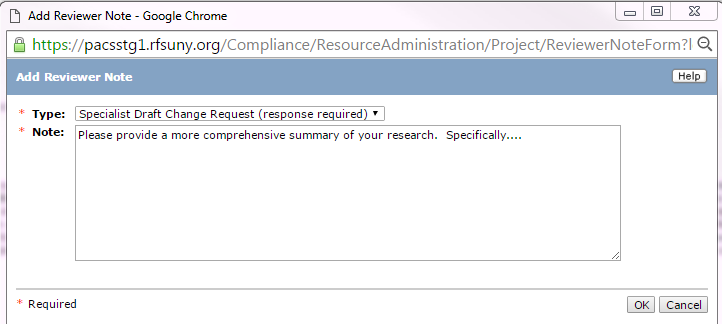 Add Reviewer Note - Google Chrome
https://pacsstg1.rfsuny.org/Compliance/ResourceAdministration/Project/ReviewerNoteForm?l
Add Reviewer Note
Help
* Type: Specialist Draft Change Request (response required)
* Note: Please provide a more comprehensive summary of your research.  Specifically....
* Required
OK Cancel